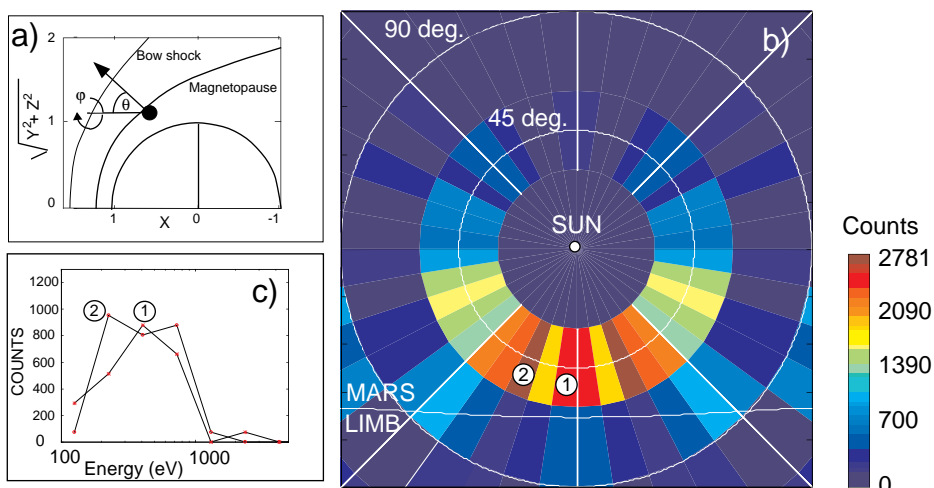 a)
2
Bow shock
φ
θ
Magnetopause
√Y²+ Z²
1
0
1
0
-1
X
c)
1200
1000
800
600
400
200
0
COUNTS
2
1
100
1000
Energy (eV)
90 deg.
b)
45 deg.
SUN
2
1
MARS
LIMB
Counts
2781
2090
1390
700
0